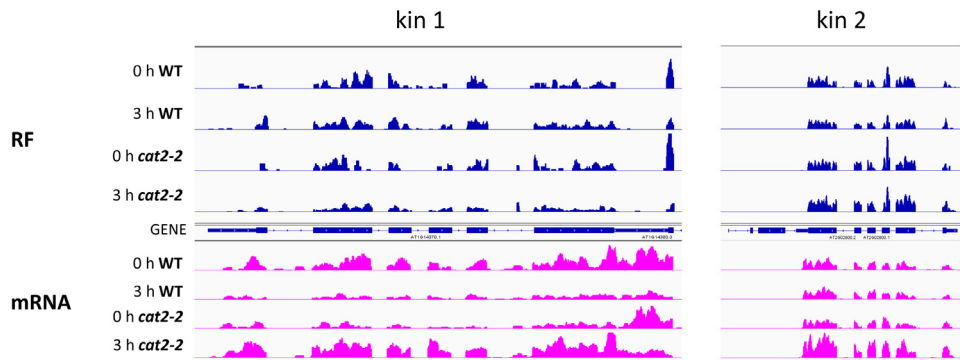 kin 1 kin 2
0 h WT
3 h WT
RF
0 h cat2-2
3 h cat2-2
GENE
0 h WT
3 h WT
mRNA
0 h cat2-2
3 h cat2-2